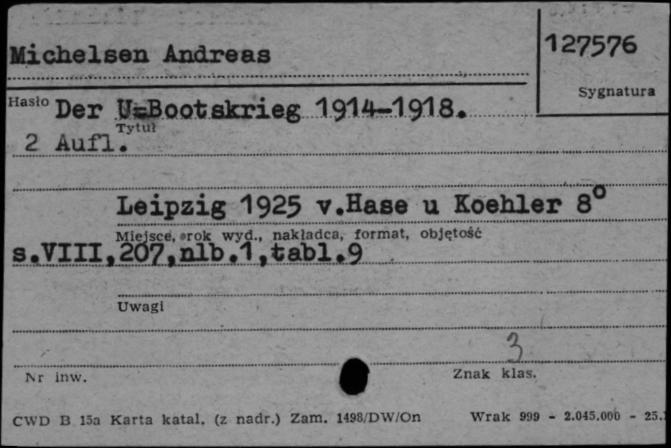 Michelsen Andreas
127576
Sygnatura
Hasło Der U=Bootskrieg 1914-1918.
Tytuł
2 Aufl.
Leipzig 1925 v.Hase u Koehler 8°
Miejsce, rok wyd., nakładca, format, objętość
s.VIII,207,nlb.1,tabl.9
Uwagi
3
Nr inw.
Znak klas.
CWD B 15a Karta katal. (z nadr.) Zam. 1498/DW/On Wrak 999 - 2.045.000 - 25.